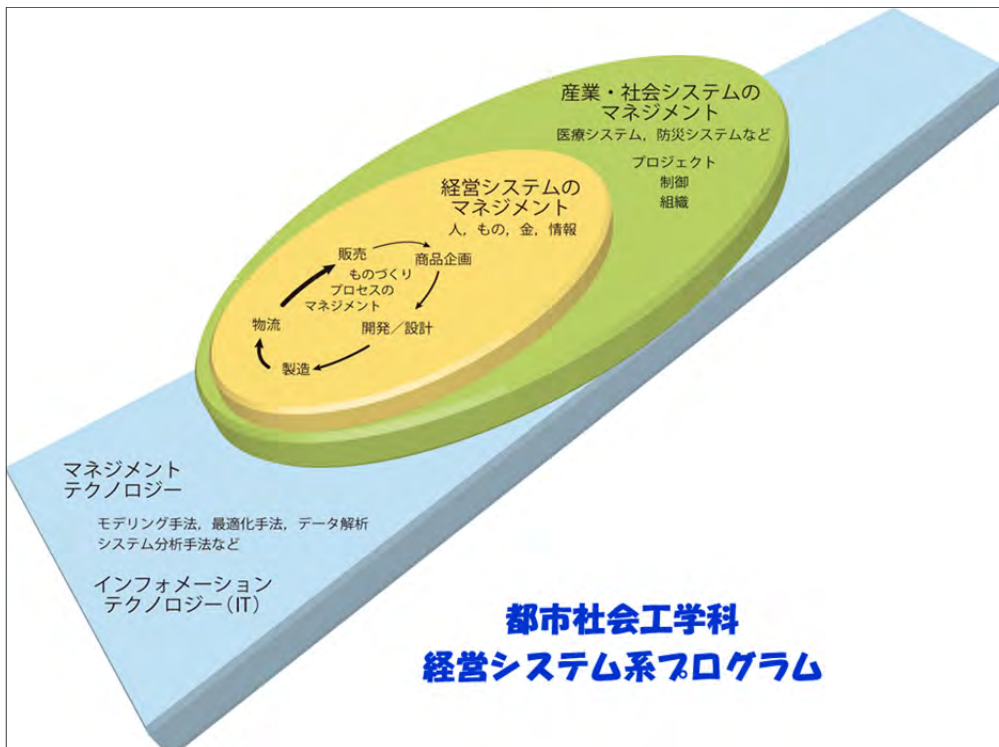 産業・社会システムの
マネジメント
医療システム，防災システムなど
プロジェクト
制御
組織
経営システムの
マネジメント
人，もの，金，情報
販売
商品企画
ものづくり
プロセスの
マネジメント
物流
開発／設計
製造
マネジメント
テクノロジー
モデリング手法，最適化手法，データ解析
システム分析手法など
インフォメーション
テクノロジー（IT）
都市社会工学科
経営システム系プログラム